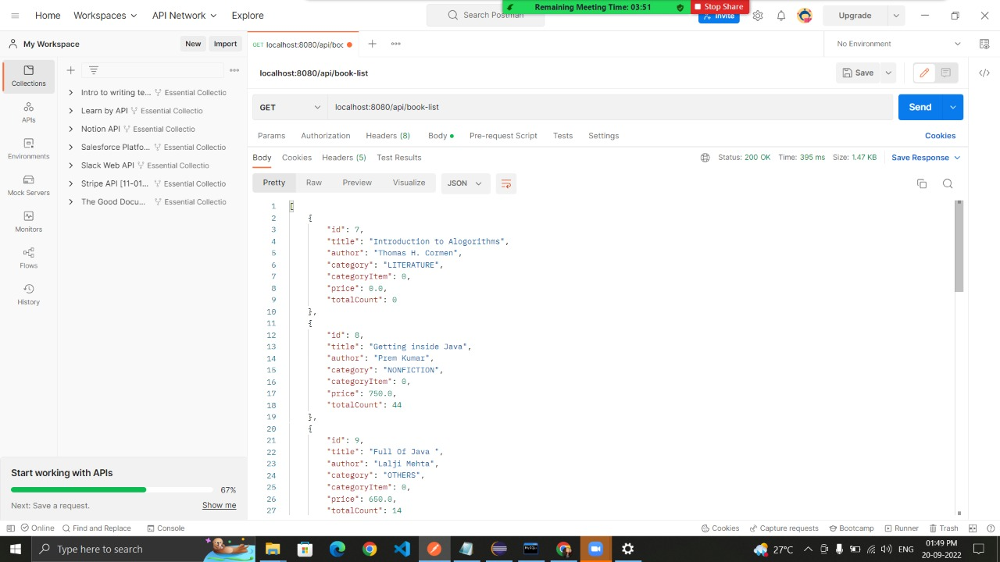 Remaining Meeting Time: 03:51 Stop Share
Home Workspaces API Network Explore Search Postman Invite Upgrade
My Workspace New Import GET localhost:8080/api/boo No Environment
Collections
APIs
Environments
Mock Servers
Monitors
Flows
History
Intro to writing te... Essential Collectio
Learn by API Essential Collectio
Notion API Essential Collectio
Salesforce Platfo... Essential Collectio
Slack Web API Essential Collectio
Stripe API [11-01... Essential Collectio
The Good Docu... Essential Collectio
Start working with APIs
67%
Next: Save a request. Show me
localhost:8080/api/book-list Save
GET localhost:8080/api/book-list Send
Params Authorization Headers (8) Body Pre-request Script Tests Settings Cookies
Body Cookies Headers (5) Test Results Status: 200 OK Time: 395 ms Size: 1.47 KB Save Response
Pretty Raw Preview Visualize JSON
1 [
2 {
3 "id": 7,
4 "title": "Introduction to Alogorithms",
5 "author": "Thomas H. Cormen",
6 "category": "LITERATURE",
7 "categoryItem": 0,
8 "price": 0.0,
9 "totalCount": 0
10 },
11 {
12 "id": 8,
13 "title": "Getting inside Java",
14 "author": "Prem Kumar",
15 "category": "NONFICTION",
16 "categoryItem": 0,
17 "price": 750.0,
18 "totalCount": 44
19 },
20 {
21 "id": 9,
22 "title": "Full Of Java ",
23 "author": "Lalji Mehta",
24 "category": "OTHERS",
25 "categoryItem": 0,
26 "price": 650.0,
27 "totalCount": 14
Online Find and Replace Console Cookies Capture requests Bootcamp Runner Trash
Type here to search 27°C ENG 01:49 PM
20-09-2022